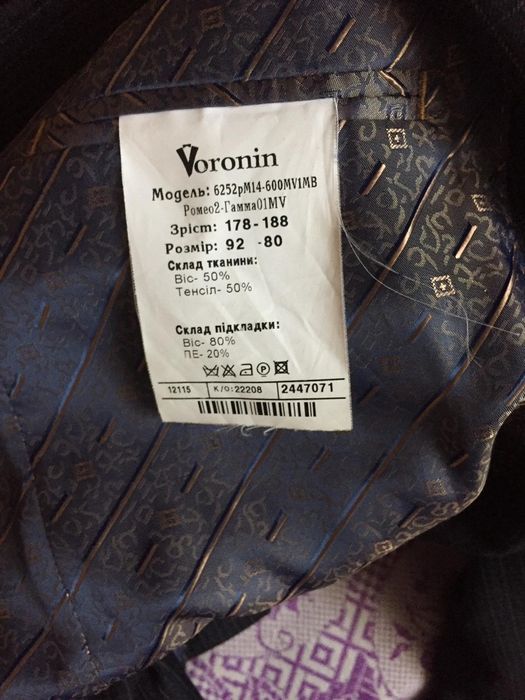 Voronin
Модель: 6252рМ14-600MV1MB
Ромео2-Гамма01MV
Зріст: 178-188
Розмір: 92 -80
Склад тканини:
Віс- 50%
Тенсіл- 50%
Склад підкладки:
Віс- 80%
ПЕ- 20%
12115 К/О:22208 2447071